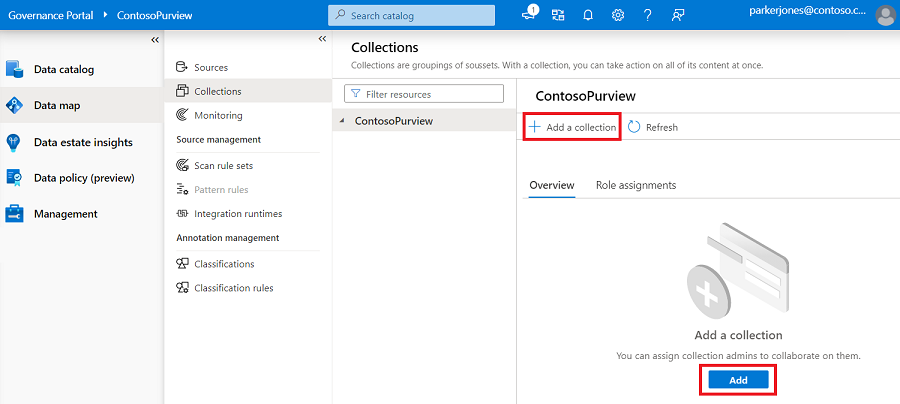 Governance Portal ContosoPurview
Search catalog
1
parkerjones@contoso.c...
Data catalog
Data map
Data estate insights
Data policy (preview)
Management
Sources
Collections
Monitoring
Source management
Scan rule sets
Pattern rules
Integration runtimes
Annotation management
Classifications
Classification rules
Collections
Collections are groupings of soussets. With a collection, you can take action on all of its content at once.
Filter resources
ContosoPurview
ContosoPurview
Add a collection Refresh
Overview Role assignments
Add a collection
You can assign collection admins to collaborate on them.
Add